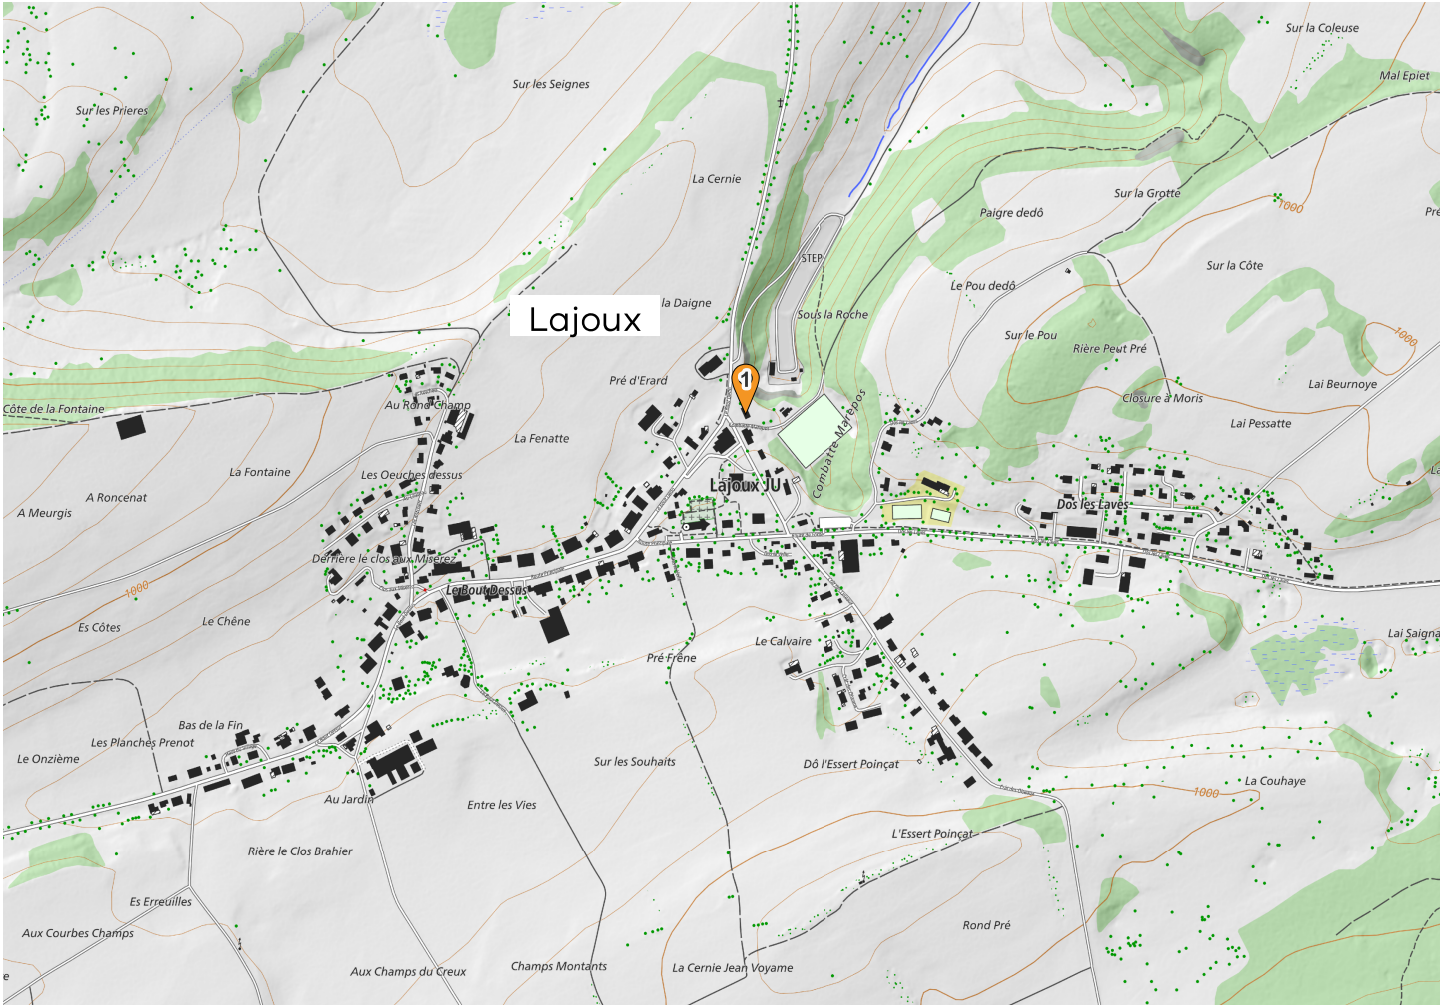 Sur la Coleuse
Mal Epiet
Sur les Seignes
Sur les Prieres
La Cernie
Sur la Grotte
1000
Paigre dedô
Pré
STEP
Sur la Côte
Le Pou dedô
la Daigne
Lajoux
Sous la Roche
Sur le Pou
1000
Rière Peut Pré
1
Pré d'Erard
Lai Beurnoye
Closure à Moris
Au Rond Champ
Côte de la Fontaine
Lai Pessatte
La Fenatte
Combatte Marepos
La Fontaine
Les Oeuches dessus
Lajoux JU
A Roncenat
Dos les Laves
A Meurgis
Derrière le clos aux Miserez
1000
Le Bout Dessus
Le Chêne
Es Côtes
Le Calvaire
Lai Saigna
Pré Frêne
Bas de la Fin
Les Planches Prenot
Le Onzième
Sur les Souhaits
Dô l'Essert Poinçat
La Couhaye
1000
Au Jardin
Entre les Vies
L'Essert Poinçat
Rière le Clos Brahier
Es Erreuilles
Rond Pré
Aux Courbes Champs
Aux Champs du Creux
Champs Montants
La Cernie Jean Voyame
e